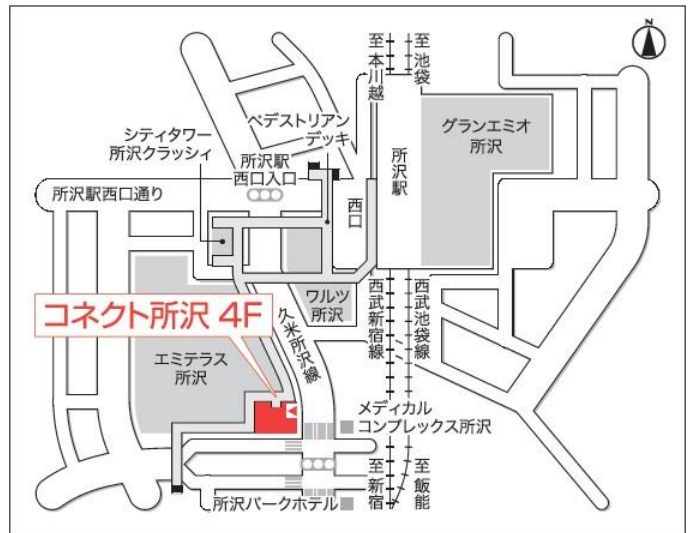 N
至本川越
至池袋
ペデストリアン
デッキ
シティタワー
所沢クラッシィ
グランエミオ
所沢
所沢駅
西口入口
所沢駅
西口
所沢駅西口通り
ワルツ
所沢
西武新宿線
西武池袋線
コネクト所沢 4F
久米所沢線
エミテラス
所沢
メディカル
コンプレックス所沢
至新宿
至飯能
所沢パークホテル